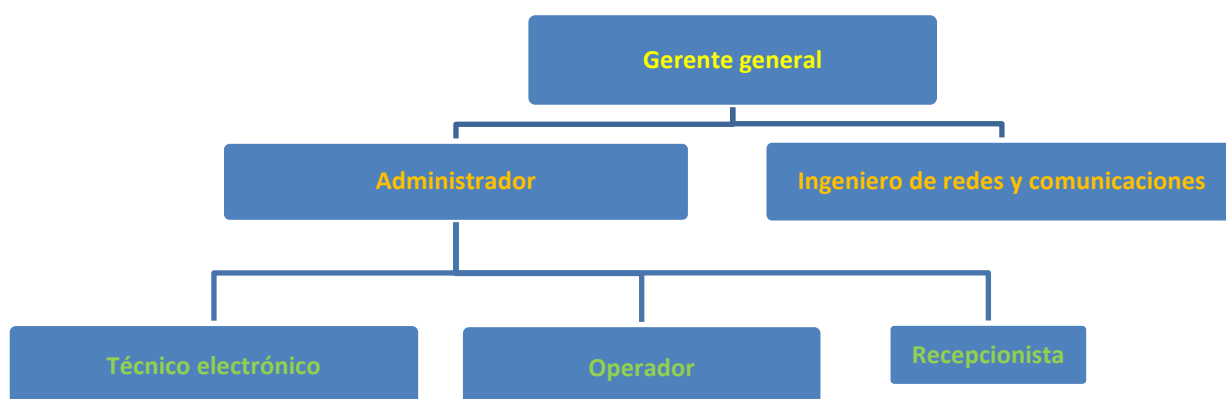 Gerente general
Administrador
Ingeniero de redes y comunicaciones
Técnico electrónico
Operador
Recepcionista